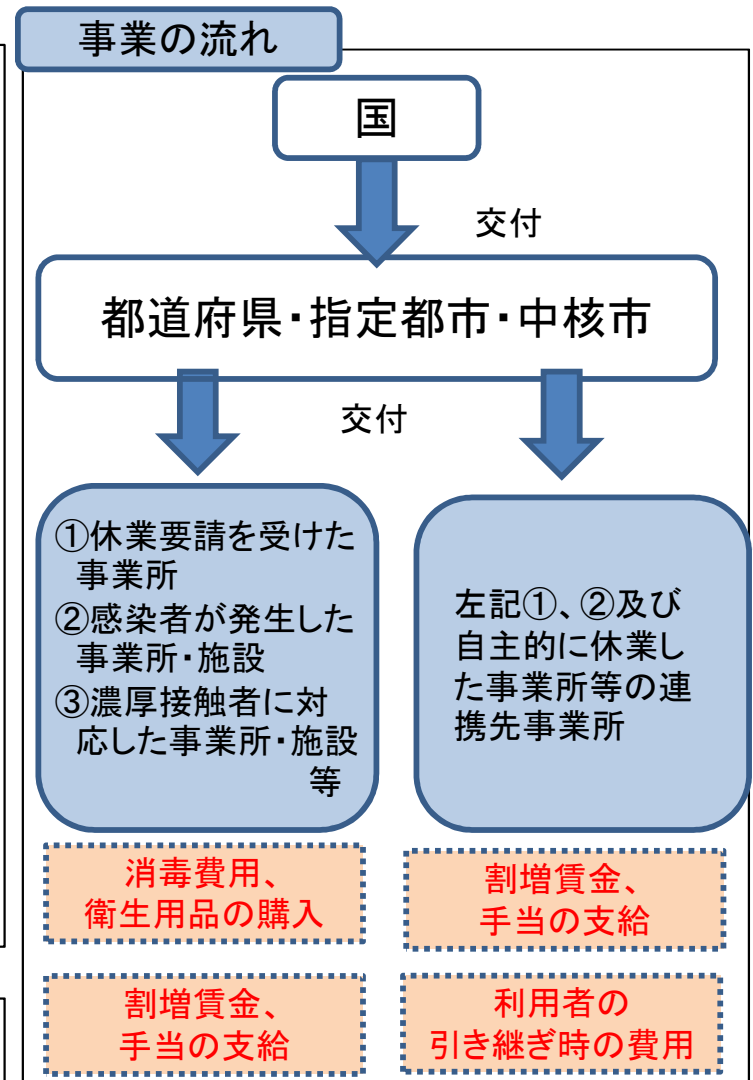 事業の流れ
国
交付
都道府県・指定都市・中核市
交付
①休業要請を受けた
事業所
②感染者が発生した
事業所・施設
③濃厚接触者に対
応した事業所・施設
等
左記①、②及び
自主的に休業し
た事業所等の連
携先事業所
消毒費用、
衛生用品の購入
割増賃金、
手当の支給
割増賃金、
手当の支給
利用者の
引き継ぎ時の費用